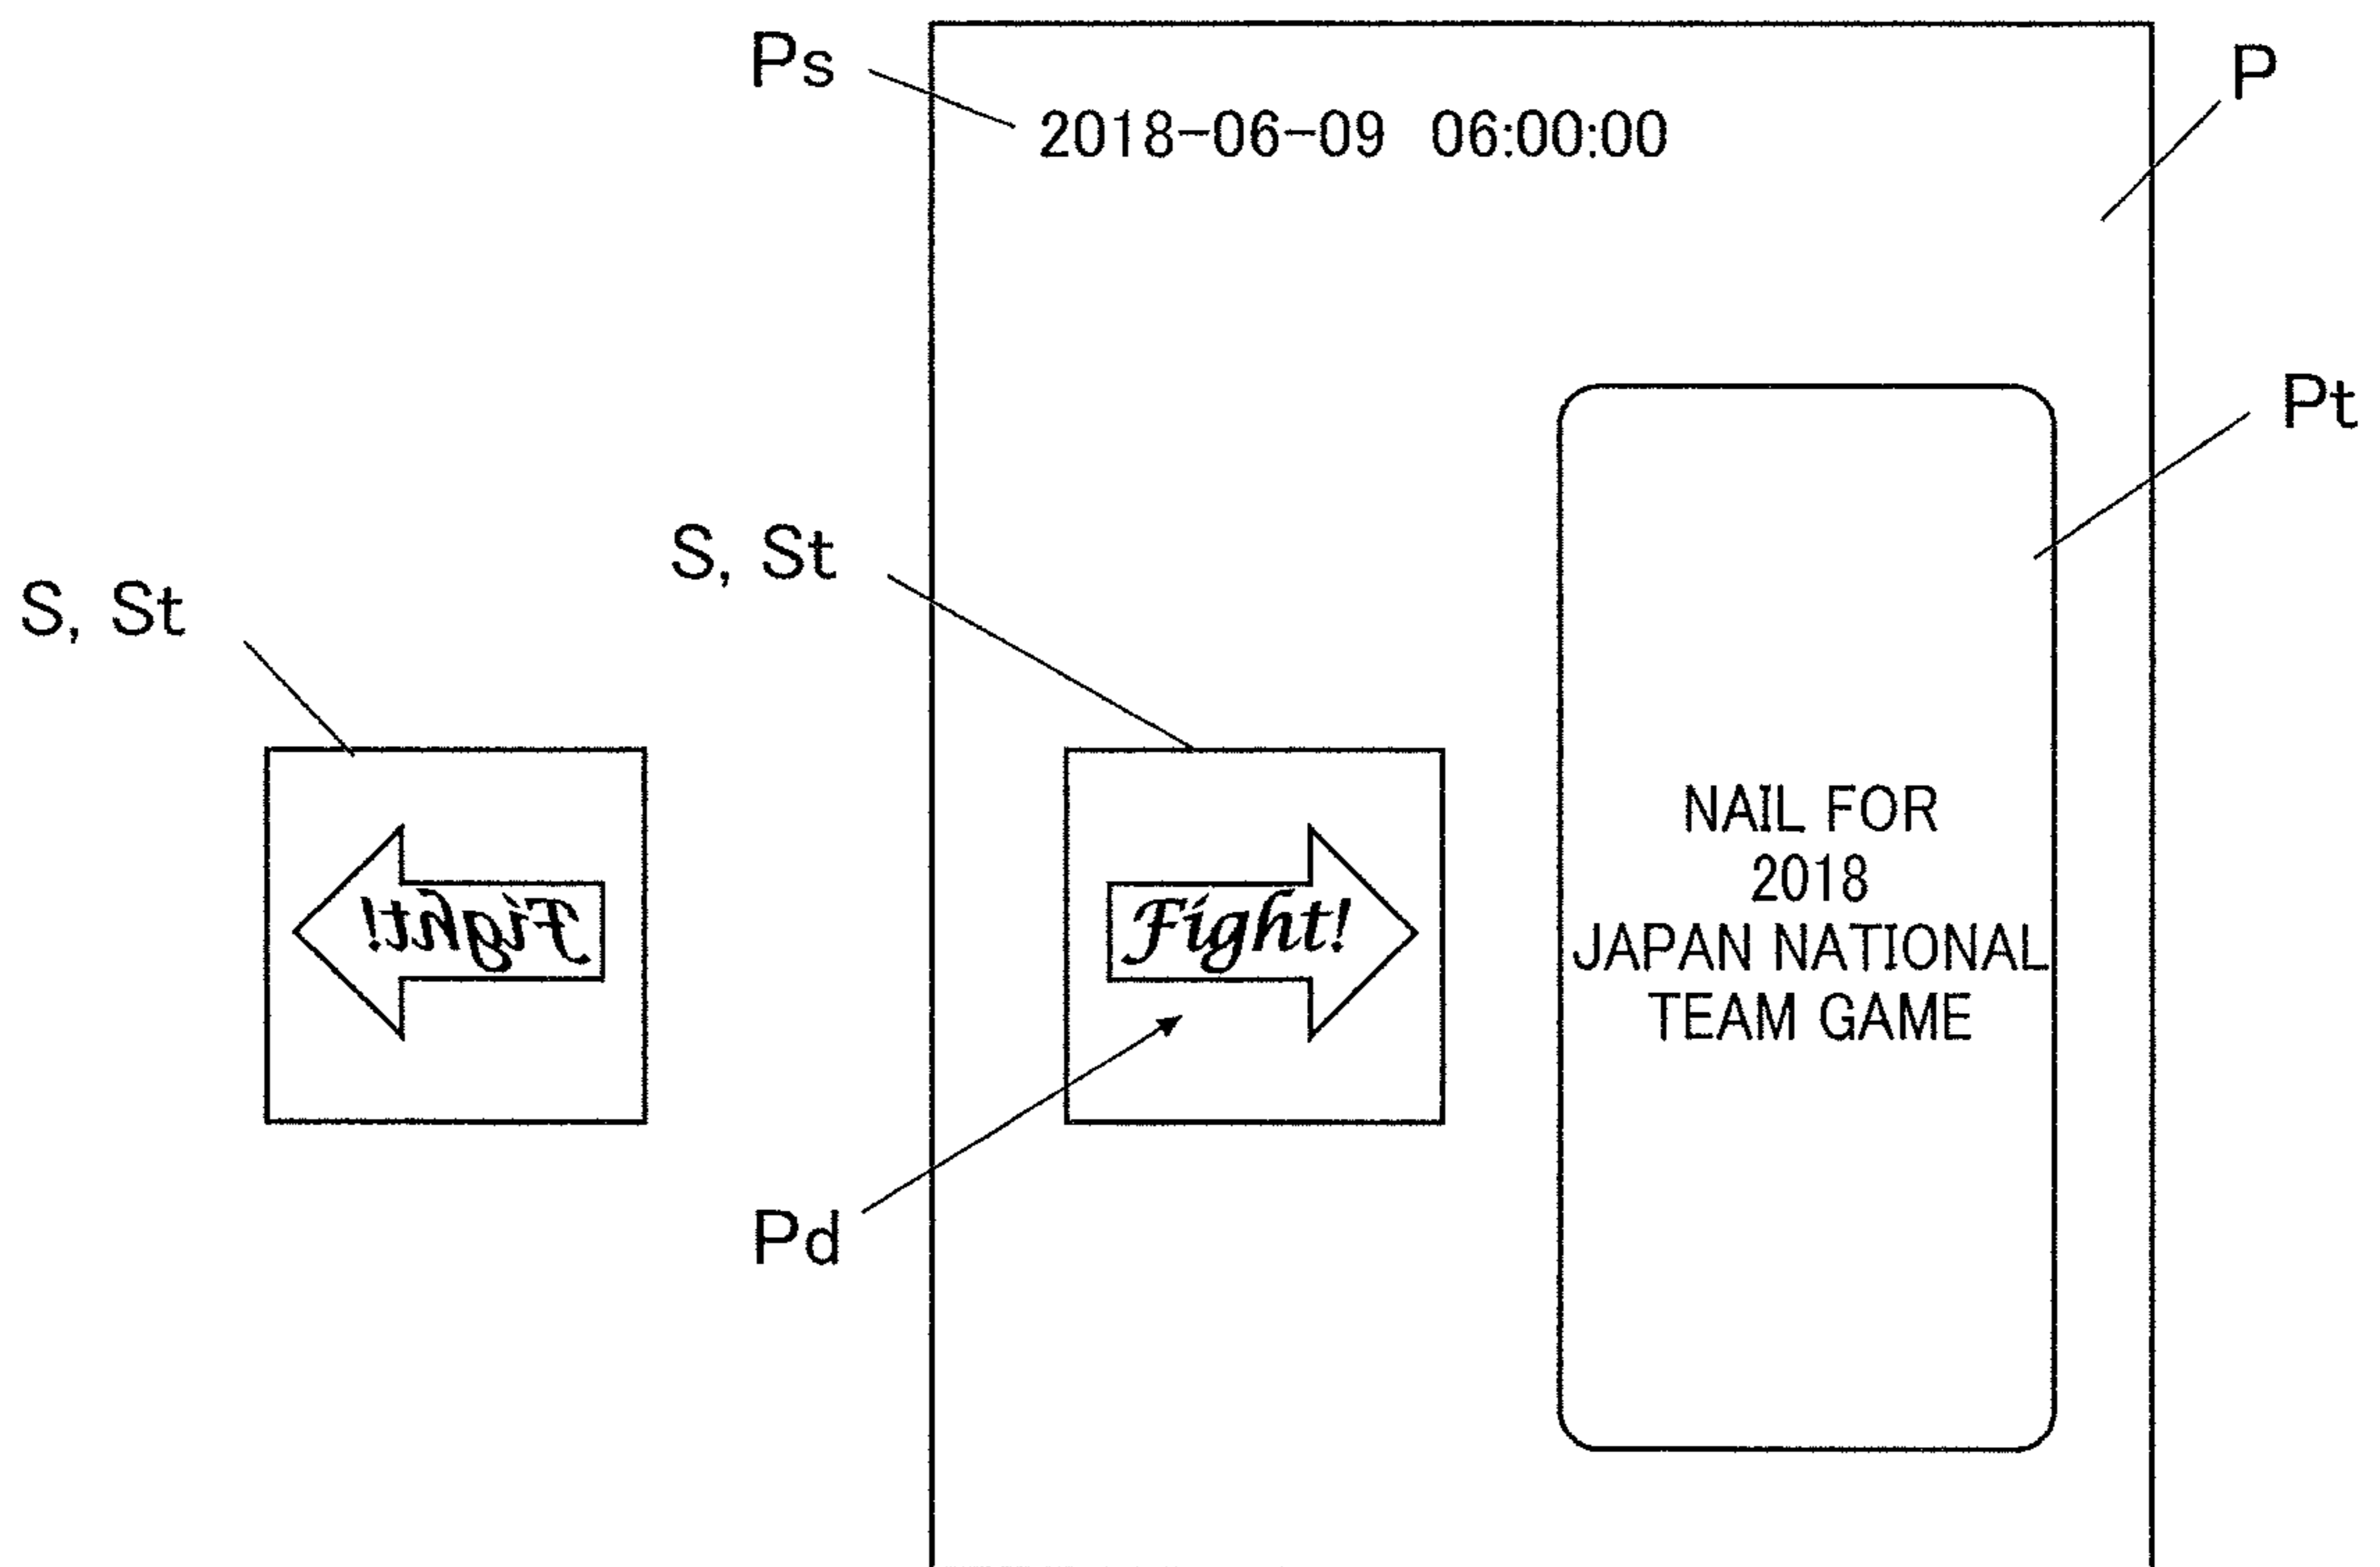 Ps
P
2018-06-09 06:00:00
Pt
S, St
S, St
Fight!
Fight!
NAIL FOR
2018
JAPAN NATIONAL
TEAM GAME
Pd